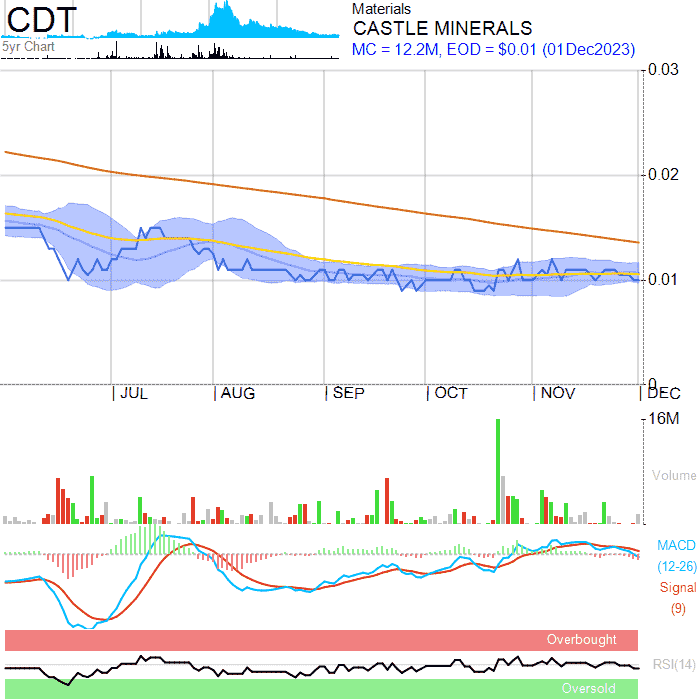 CDT
5yr Chart
Materials
CASTLE MINERALS
MC = 12.2M, EOD = $0.01 (01Dec2023)
0.03
0.02
0.01
0
JUL
AUG
SEP
OCT
NOV
DEC
16M
Volume
MACD
(12-26)
Signal
(9)
Overbought
RSI(14)
Oversold